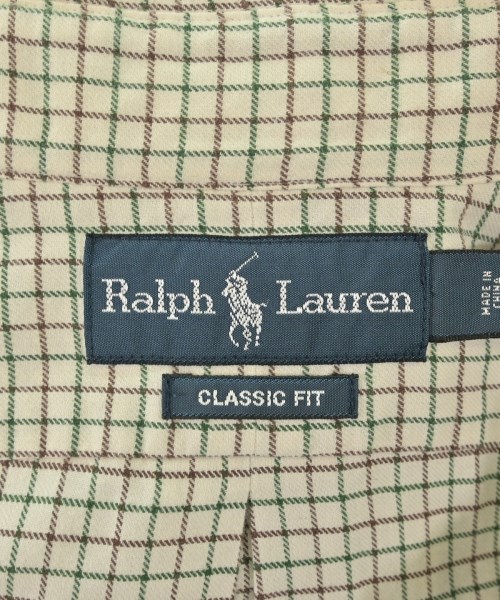 Ralph Lauren
CLASSIC FIT
MADE IN
CHINA